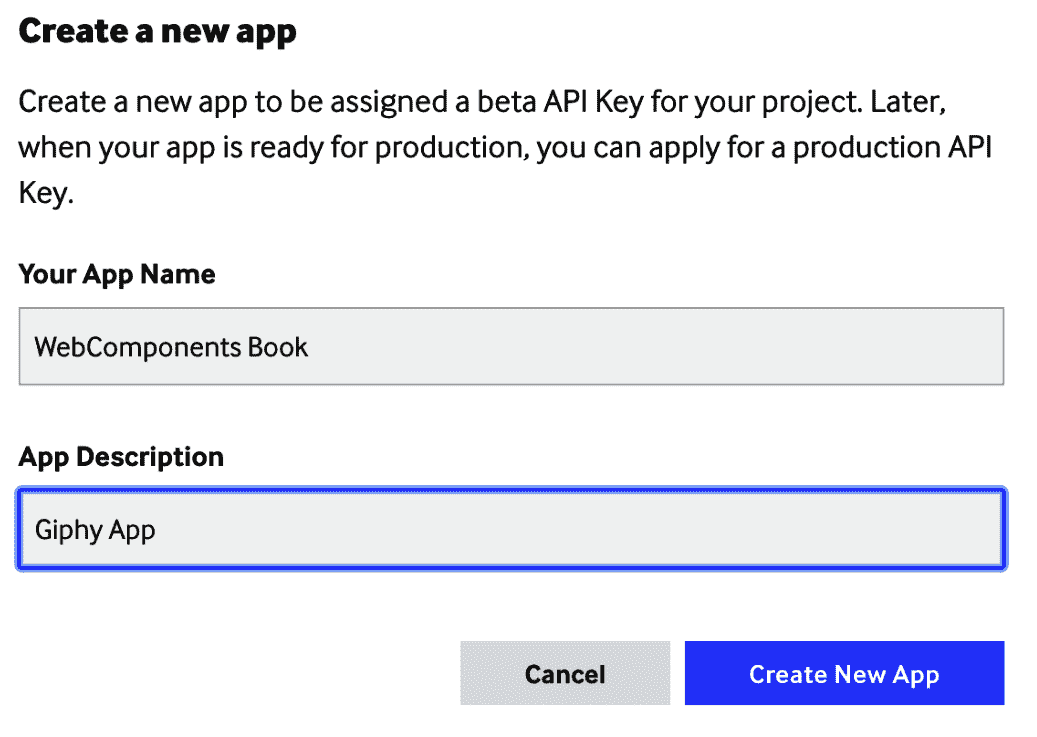 Create a new app
Create a new app to be assigned a beta API Key for your project. Later,
when your app is ready for production, you can apply for a production API
Key.
Your App Name
WebComponents Book
App Description
Giphy App
Cancel
Create New App